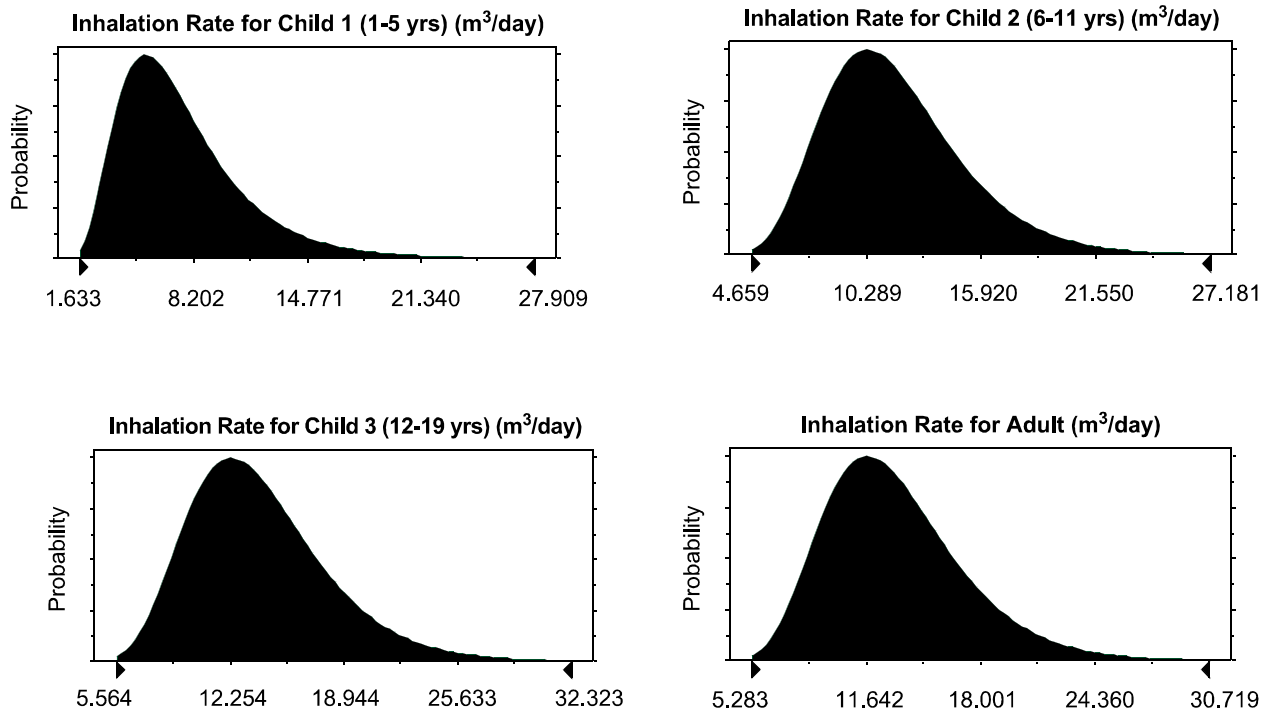 Inhalation Rate for Child 1 (1-5 yrs) (m³/day)
Probability
1.633 8.202 14.771 21.340 27.909
Inhalation Rate for Child 2 (6-11 yrs) (m³/day)
Probability
4.659 10.289 15.920 21.550 27.181
Inhalation Rate for Child 3 (12-19 yrs) (m³/day)
Probability
5.564 12.254 18.944 25.633 32.323
Inhalation Rate for Adult (m³/day)
Probability
5.283 11.642 18.001 24.360 30.719